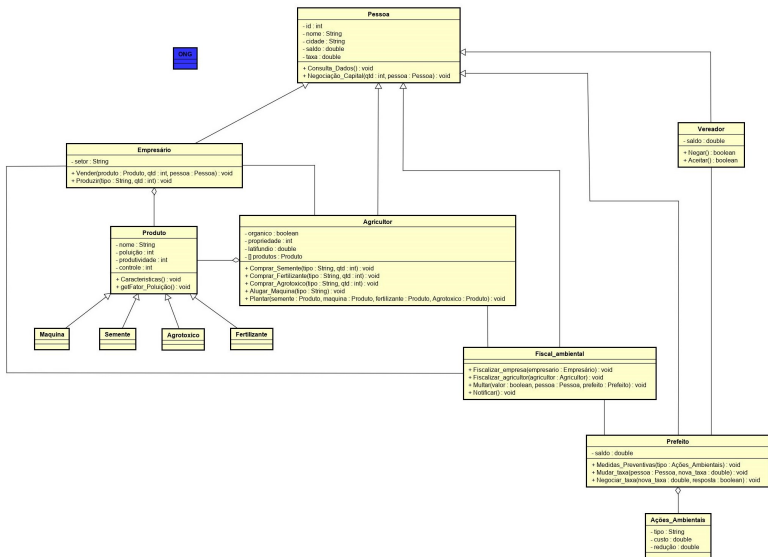 Pessoa
- id : int
- nome : String
- cidade : String
- saldo : double
- taxa : double
+ Consulta_Dados() : void
+ Negociação_Capital(qtd : int, pessoa : Pessoa) : void
ONG
Vereador
- saldo : double
+ Negar() : boolean
+ Aceitar() : boolean
Empresário
- setor : String
+ Vender(produto : Produto, qtd : int, pessoa : Pessoa) : void
+ Produzir(tipo : String, qtd : int) : void
Produto
- nome : String
- poluição : int
- produtividade : int
- controle : int
+ Caracteristicas() : void
+ getFator_Poluição() : void
Agricultor
- organico : boolean
- propriedade : int
- latifundio : double
- [] produtos : Produto
+ Comprar_Semente(tipo : String, qtd : int) : void
+ Comprar_Fertilizante(tipo : String, qtd : int) : void
+ Comprar_Agrotoxico(tipo : String, qtd : int) : void
+ Alugar_Maquina(tipo : String) : void
+ Plantar(semente : Produto, maquina : Produto, fertilizante : Produto, Agrotoxico : Produto) : void
Maquina
Semente
Agrotoxico
Fertilizante
Fiscal_ambiental
+ Fiscalizar_empresa(empresario : Empresário) : void
+ Fiscalizar_agricultor(agricultor : Agricultor) : void
+ Multar(valor : boolean, pessoa : Pessoa, prefeito : Prefeito) : void
+ Notificar() : void
Prefeito
- saldo : double
+ Medidas_Preventivas(tipo : Ações_Ambientais) : void
+ Mudar_taxa(pessoa : Pessoa, nova_taxa : double) : void
+ Negociar_taxa(nova_taxa : double, resposta : boolean) : void
Ações_Ambientais
- tipo : String
- custo : double
- redução : double